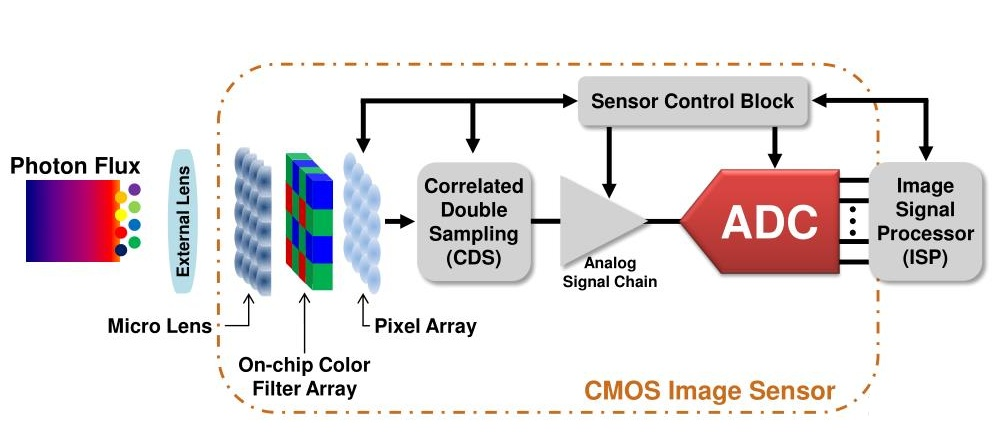 Sensor Control Block
Photon Flux
External Lens
Correlated
Double
Sampling
(CDS)
Analog
Signal Chain
ADC
Image
Signal
Processor
(ISP)
Micro Lens
Pixel Array
On-chip Color
Filter Array
CMOS Image Sensor